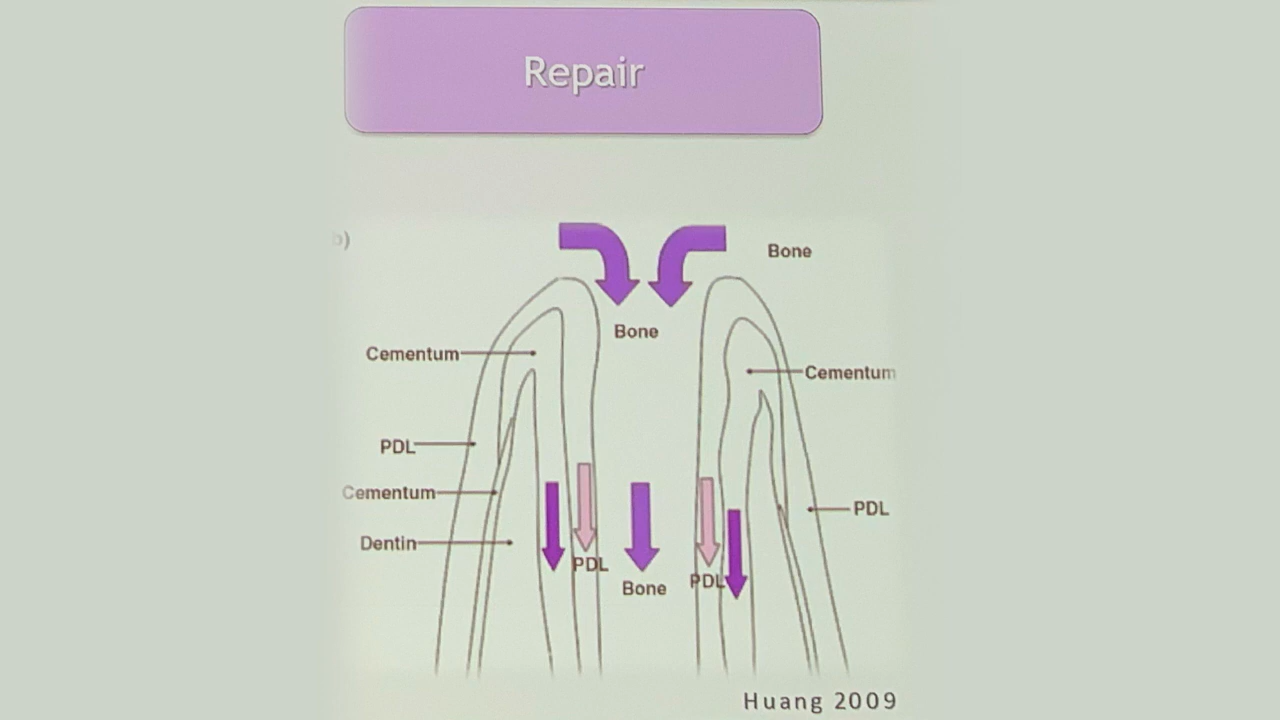 Repair
b)
Bone
Bone
Cementum
Cementum
PDL
Cementum
PDL
Dentin
PDL
PDL
Bone
Huang 2009